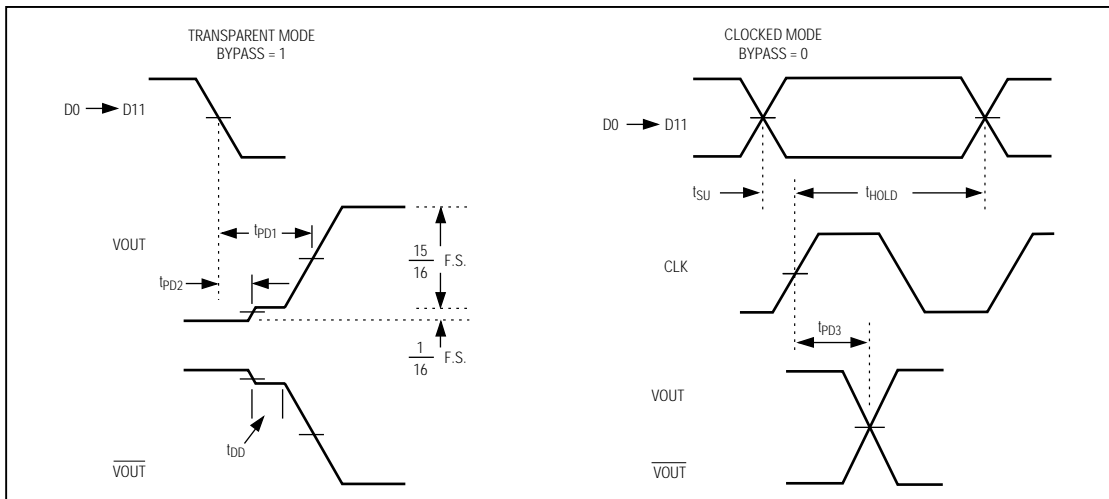 TRANSPARENT MODE
BYPASS = 1
D0 → D11
VOUT
tPD1
tPD2
15
16
F.S.
1
16
F.S.
tDD
VOUT
CLOCKED MODE
BYPASS = 0
D0 → D11
tSU
tHOLD
CLK
tPD3
VOUT
VOUT